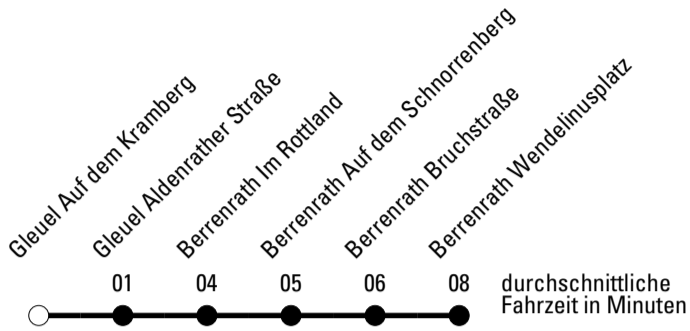 Gleuel Auf dem Kramberg
Gleuel Aldenrather Straße
Berrenrath Im Rottland
Berrenrath Auf dem Schnorrenberg
Berrenrath Bruchstraße
Berrenrath Wendelinusplatz
01 04 05 06 08
durchschnittliche
Fahrzeit in Minuten